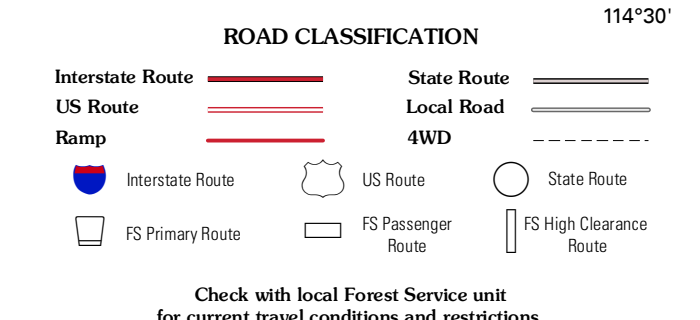 114°30'
ROAD CLASSIFICATION
Interstate Route
State Route
US Route
Local Road
Ramp
4WD
Interstate Route
US Route
State Route
FS Primary Route
FS Passenger
Route
FS High Clearance
Route
Check with local Forest Service unit
for current travel conditions and restrictions